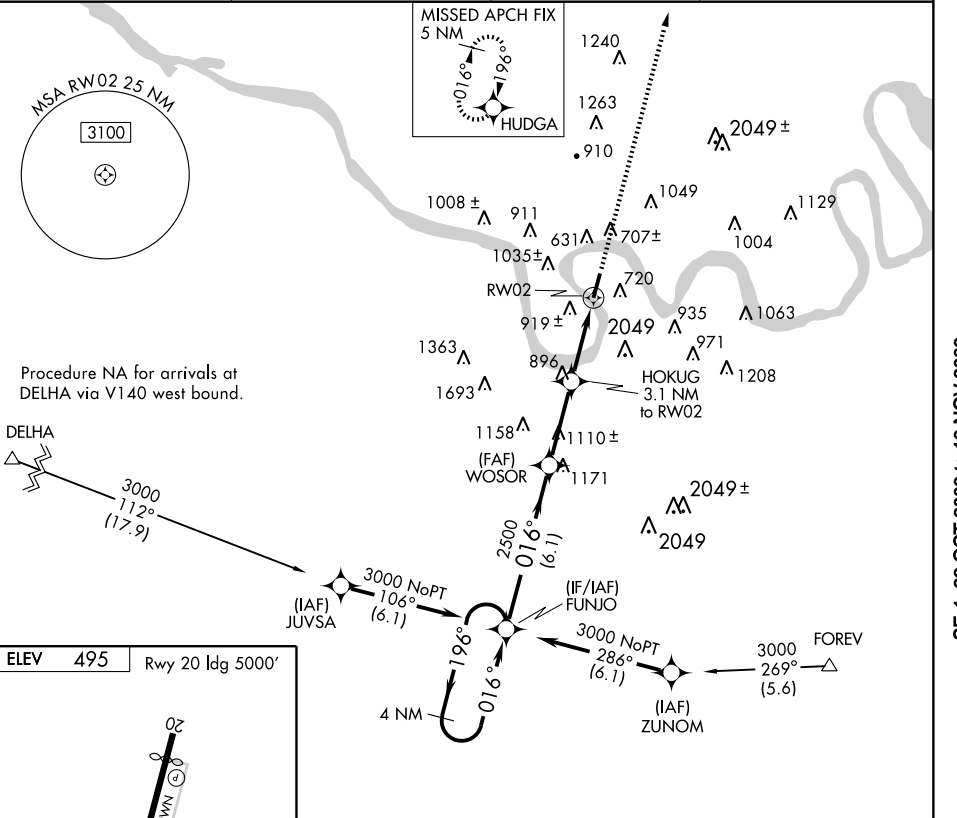 MISSED APCH FIX
5 NM
016°
196°
HUDGA
MSA RW02 25 NM
3100
1240
1263
910
2049 ±
1008 ±
911
1049
1129
631
707±
1004
1035±
RW02
720
919 ±
935
1063
2049
971
1363
896
1208
1693
HOKUG
3.1 NM
to RW02
Procedure NA for arrivals at
DELHA via V140 west bound.
1158
1110 ±
DELHA
(FAF)
WOSOR
1171
3000
112°
(17.9)
2049 ±
2049
2500
016°
(6.1)
(IAF)
JUVSA
3000 NoPT
106°
(6.1)
(IF/IAF)
FUNJO
3000 NoPT
286°
(6.1)
FOREV
3000
269°
(5.6)
(IAF)
ZUNOM
196°
016°
4 NM
ELEV 495
Rwy 20 ldg 5000'
20
P